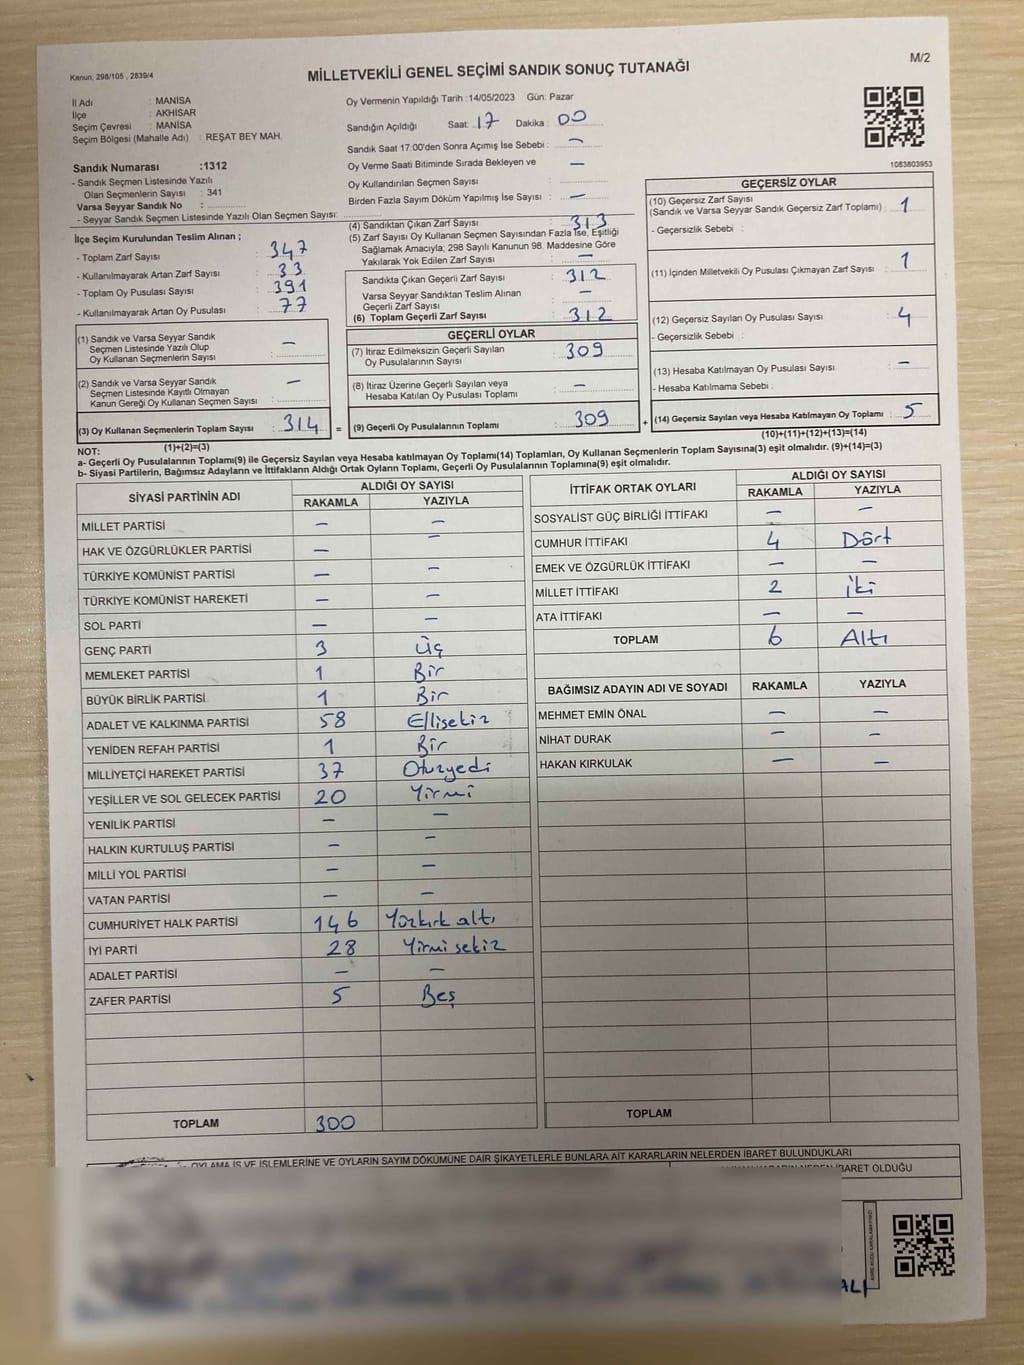 Kanun: 298/105 , 2839/4
MİLLETVEKİLİ GENEL SEÇİMİ SANDIK SONUÇ TUTANAĞI
M/2
İl Adı : MANİSA
İlçe : AKHİSAR
Seçim Çevresi : MANİSA
Seçim Bölgesi (Mahalle Adı) : REŞAT BEY MAH.
Sandık Numarası :1312
- Sandık Seçmen Listesinde Yazılı
Olan Seçmenlerin Sayısı : 341
Varsa Seyyar Sandık No :
- Seyyar Sandık Seçmen Listesinde Yazılı Olan Seçmen Sayısı:
Oy Vermenin Yapıldığı Tarih :14/05/2023 Gün: Pazar
Sandığın Açıldığı Saat: 17 Dakika : 00
Sandık Saat 17:00'den Sonra Açımış İse Sebebi : —
Oy Verme Saati Bitiminde Sırada Bekleyen ve —
Oy Kullandırılan Seçmen Sayısı :
Birden Fazla Sayım Döküm Yapılmış İse Sayısı : —
1083803953
İlçe Seçim Kurulundan Teslim Alınan ;
- Toplam Zarf Sayısı : 347
- Kullanılmayarak Artan Zarf Sayısı : 33
- Toplam Oy Pusulası Sayısı : 391
- Kullanılmayarak Artan Oy Pusulası : 77
(1) Sandık ve Varsa Seyyar Sandık
Seçmen Listesinde Yazılı Olup
Oy Kullanan Seçmenlerin Sayısı : —
(2) Sandık ve Varsa Seyyar Sandık
Seçmen Listesinde Kayıtlı Olmayan
Kanun Gereği Oy Kullanan Seçmen Sayısı : —
(3) Oy Kullanan Seçmenlerin Toplam Sayısı : 314 =
(1)+(2)=(3)
(4) Sandıktan Çıkan Zarf Sayısı : 313
(5) Zarf Sayısı Oy Kullanan Seçmen Sayısından Fazla İse, Eşitliği
Sağlamak Amacıyla; 298 Sayılı Kanunun 98. Maddesine Göre
Yakılarak Yok Edilen Zarf Sayısı : —
Sandıkta Çıkan Geçerli Zarf Sayısı : 312
Varsa Seyyar Sandıktan Teslim Alınan
Geçerli Zarf Sayısı : —
(6) Toplam Geçerli Zarf Sayısı : 312
GEÇERLİ OYLAR
(7) İtiraz Edilmeksizin Geçerli Sayılan
Oy Pusulalarının Sayısı : 309
(8) İtiraz Üzerine Geçerli Sayılan veya
Hesaba Katılan Oy Pusulası Toplamı : —
(9) Geçerli Oy Pusulalarının Toplamı : 309 +
GEÇERSİZ OYLAR
(10) Geçersiz Zarf Sayısı
(Sandık ve Varsa Seyyar Sandık Geçersiz Zarf Toplamı) : 1
- Geçersizlik Sebebi :
(11) İçinden Milletvekili Oy Pusulası Çıkmayan Zarf Sayısı : 1
(12) Geçersiz Sayılan Oy Pusulası Sayısı : 4
- Geçersizlik Sebebi :
(13) Hesaba Katılmayan Oy Pusulası Sayısı : —
- Hesaba Katılmama Sebebi :
(14) Geçersiz Sayılan veya Hesaba Katılmayan Oy Toplamı : 5
(10)+(11)+(12)+(13)=(14)
NOT:
a- Geçerli Oy Pusulalarının Toplamı(9) ile Geçersiz Sayılan veya Hesaba katılmayan Oy Toplamı(14) Toplamları, Oy Kullanan Seçmenlerin Toplam Sayısına(3) eşit olmalıdır. (9)+(14)=(3)
b- Siyasi Partilerin, Bağımsız Adayların ve İttifakların Aldığı Ortak Oyların Toplamı, Geçerli Oy Pusulalarının Toplamına(9) eşit olmalıdır.
SİYASİ PARTİNİN ADI ALDIĞI OY SAYISI
RAKAMLA YAZIYLA
MİLLET PARTİSİ — —
HAK VE ÖZGÜRLÜKLER PARTİSİ — —
TÜRKİYE KOMÜNİST PARTİSİ — —
TÜRKİYE KOMÜNİST HAREKETİ — —
SOL PARTİ — —
GENÇ PARTİ 3 Üç
MEMLEKET PARTİSİ 1 Bir
BÜYÜK BİRLİK PARTİSİ 1 Bir
ADALET VE KALKINMA PARTİSİ 58 Ellisekiz
YENİDEN REFAH PARTİSİ 1 Bir
MİLLİYETÇİ HAREKET PARTİSİ 37 Otuzyedi
YEŞİLLER VE SOL GELECEK PARTİSİ 20 Yirmi
YENİLİK PARTİSİ — —
HALKIN KURTULUŞ PARTİSİ — —
MİLLİ YOL PARTİSİ — —
VATAN PARTİSİ — —
CUMHURİYET HALK PARTİSİ 146 Yüzkırk altı
İYİ PARTİ 28 Yirmi sekiz
ADALET PARTİSİ — —
ZAFER PARTİSİ 5 Beş
TOPLAM 300
İTTİFAK ORTAK OYLARI ALDIĞI OY SAYISI
RAKAMLA YAZIYLA
SOSYALİST GÜÇ BİRLİĞİ İTTİFAKI — —
CUMHUR İTTİFAKI 4 Dört
EMEK VE ÖZGÜRLÜK İTTİFAKI — —
MİLLET İTTİFAKI 2 iki
ATA İTTİFAKI — —
TOPLAM 6 Altı
BAĞIMSIZ ADAYIN ADI VE SOYADI RAKAMLA YAZIYLA
MEHMET EMİN ÖNAL — —
NİHAT DURAK — —
HAKAN KIRKULAK — —
TOPLAM
OYLAMA İŞ VE İŞLEMLERİNE VE OYLARIN SAYIM DÖKÜMÜNE DAİR ŞİKAYETLERLE BUNLARA AİT KARARLARIN NELERDEN İBARET BULUNDUKLARI
İBARET OLDUĞU